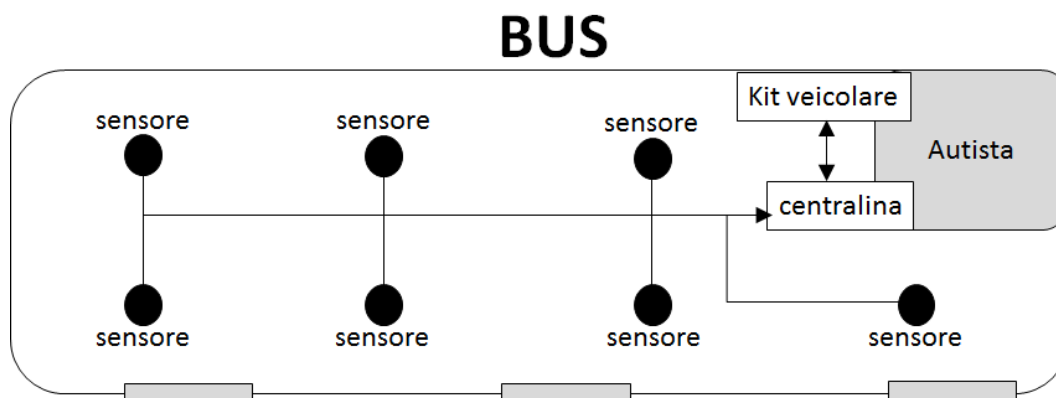 BUS
Kit veicolare
sensore
sensore
sensore
Autista
centralina
sensore
sensore
sensore
sensore